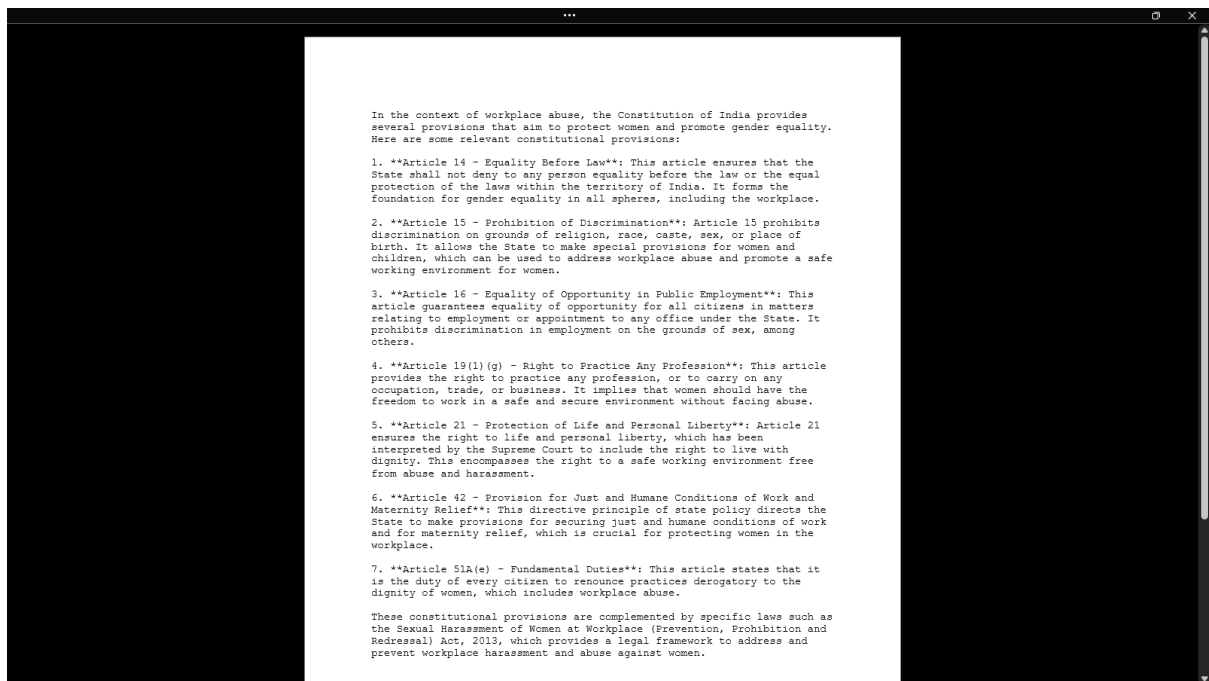 In the context of workplace abuse, the Constitution of India provides
several provisions that aim to protect women and promote gender equality.
Here are some relevant constitutional provisions:
1. **Article 14 - Equality Before Law**: This article ensures that the
State shall not deny to any person equality before the law or the equal
protection of the laws within the territory of India. It forms the
foundation for gender equality in all spheres, including the workplace.
2. **Article 15 - Prohibition of Discrimination**: Article 15 prohibits
discrimination on grounds of religion, race, caste, sex, or place of
birth. It allows the State to make special provisions for women and
children, which can be used to address workplace abuse and promote a safe
working environment for women.
3. **Article 16 - Equality of Opportunity in Public Employment**: This
article guarantees equality of opportunity for all citizens in matters
relating to employment or appointment to any office under the State. It
prohibits discrimination in employment on the grounds of sex, among
others.
4. **Article 19(1)(g) - Right to Practice Any Profession**: This article
provides the right to practice any profession, or to carry on any
occupation, trade, or business. It implies that women should have the
freedom to work in a safe and secure environment without facing abuse.
5. **Article 21 - Protection of Life and Personal Liberty**: Article 21
ensures the right to life and personal liberty, which has been
interpreted by the Supreme Court to include the right to live with
dignity. This encompasses the right to a safe working environment free
from abuse and harassment.
6. **Article 42 - Provision for Just and Humane Conditions of Work and
Maternity Relief**: This directive principle of state policy directs the
State to make provisions for securing just and humane conditions of work
and for maternity relief, which is crucial for protecting women in the
workplace.
7. **Article 51A(e) - Fundamental Duties**: This article states that it
is the duty of every citizen to renounce practices derogatory to the
dignity of women, which includes workplace abuse.
These constitutional provisions are complemented by specific laws such as
the Sexual Harassment of Women at Workplace (Prevention, Prohibition and
Redressal) Act, 2013, which provides a legal framework to address and
prevent workplace harassment and abuse against women.